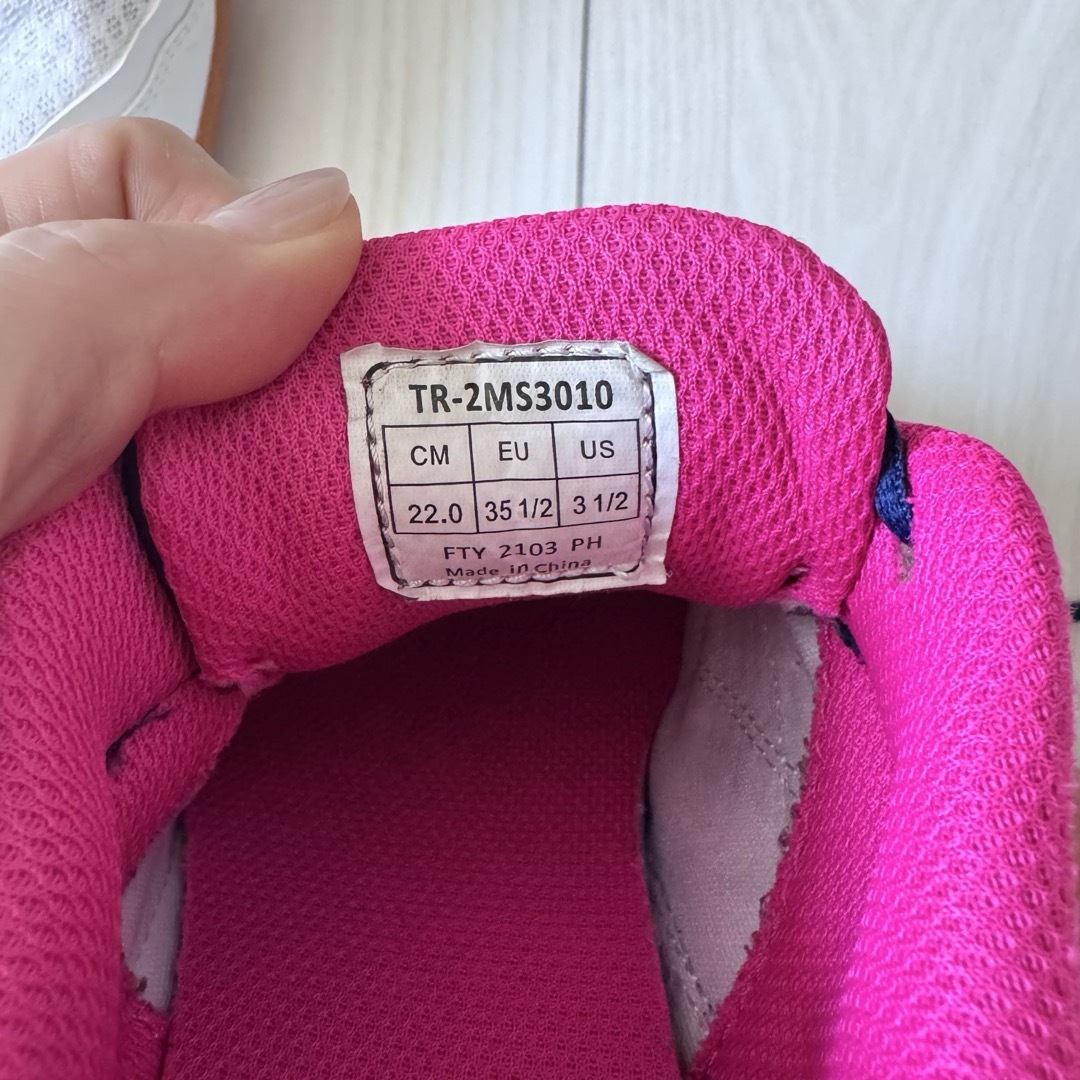 TR-2MS3010
CM EU US
22.0 35 1/2 3 1/2
FTY 2103 PH
Made in China